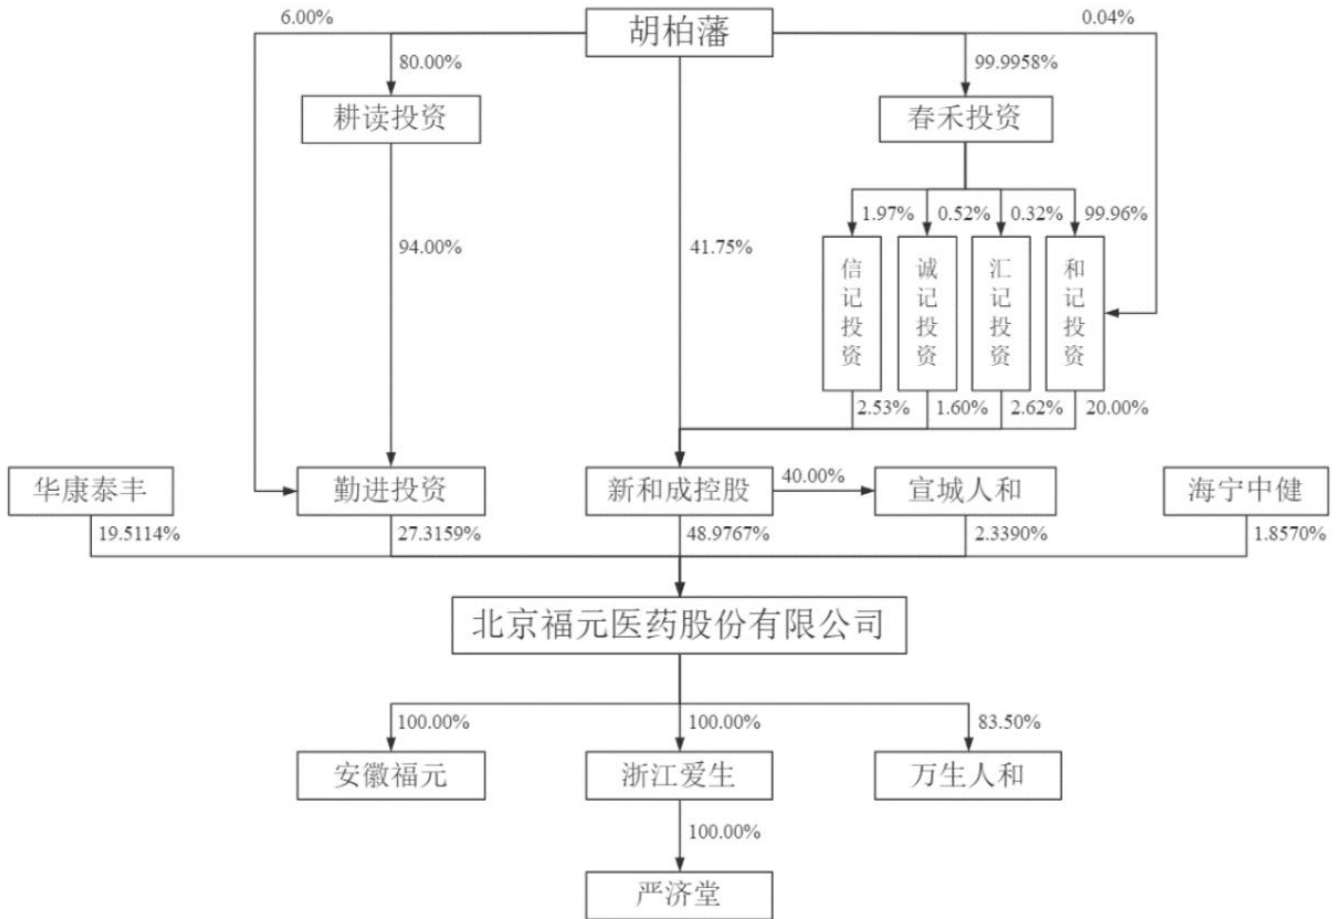 6.00%
胡柏藩
0.04%
80.00%
99.9958%
耕读投资
春禾投资
1.97%
0.52%
0.32%
99.96%
94.00%
41.75%
信记投资
诚记投资
汇记投资
和记投资
2.53%
1.60%
2.62%
20.00%
华康泰丰
勤进投资
新和成控股
40.00%
宣城人和
海宁中健
19.5114%
27.3159%
48.9767%
2.3390%
1.8570%
北京福元医药股份有限公司
100.00%
100.00%
83.50%
安徽福元
浙江爱生
万生人和
100.00%
严济堂